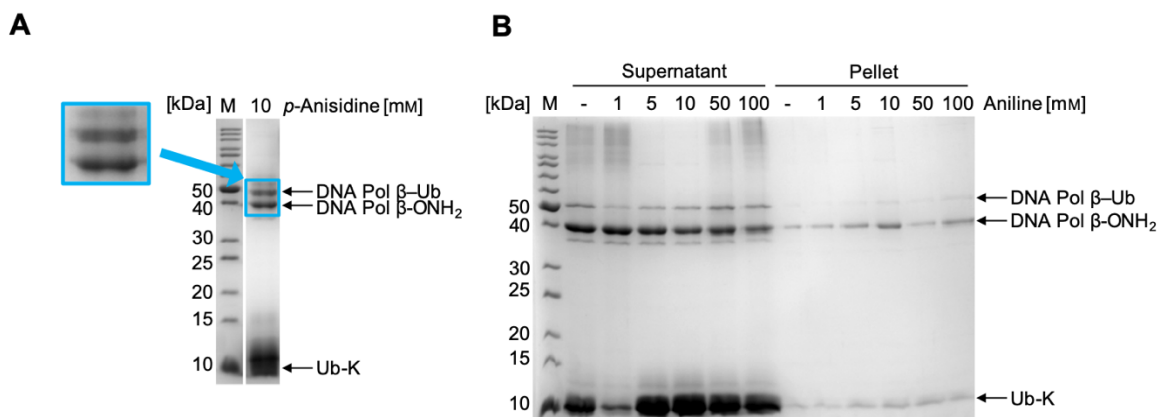 A
[kDa] M 10 p-Anisidine [mM]
50
40
30
25
20
15
10
DNA Pol β–Ub
DNA Pol β-ONH₂
Ub-K
B
Supernatant Pellet
[kDa] M - 1 5 10 50 100 - 1 5 10 50 100 Aniline [mM]
50
40
30
25
20
15
10
DNA Pol β–Ub
DNA Pol β-ONH₂
Ub-K